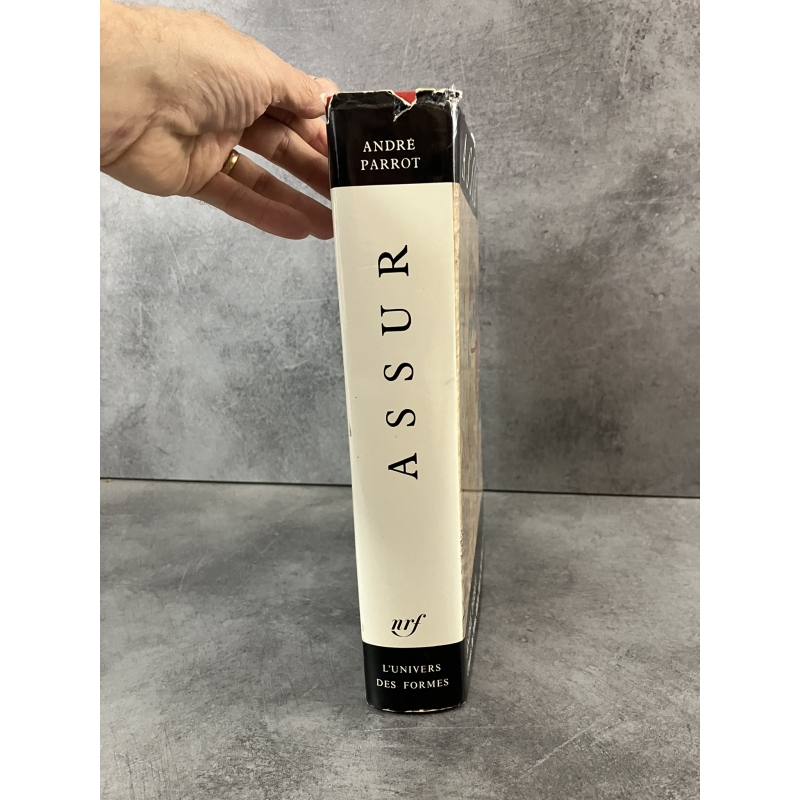 ANDRÉ
PARROT
ASSUR
nrf
L'UNIVERS
DES FORMES